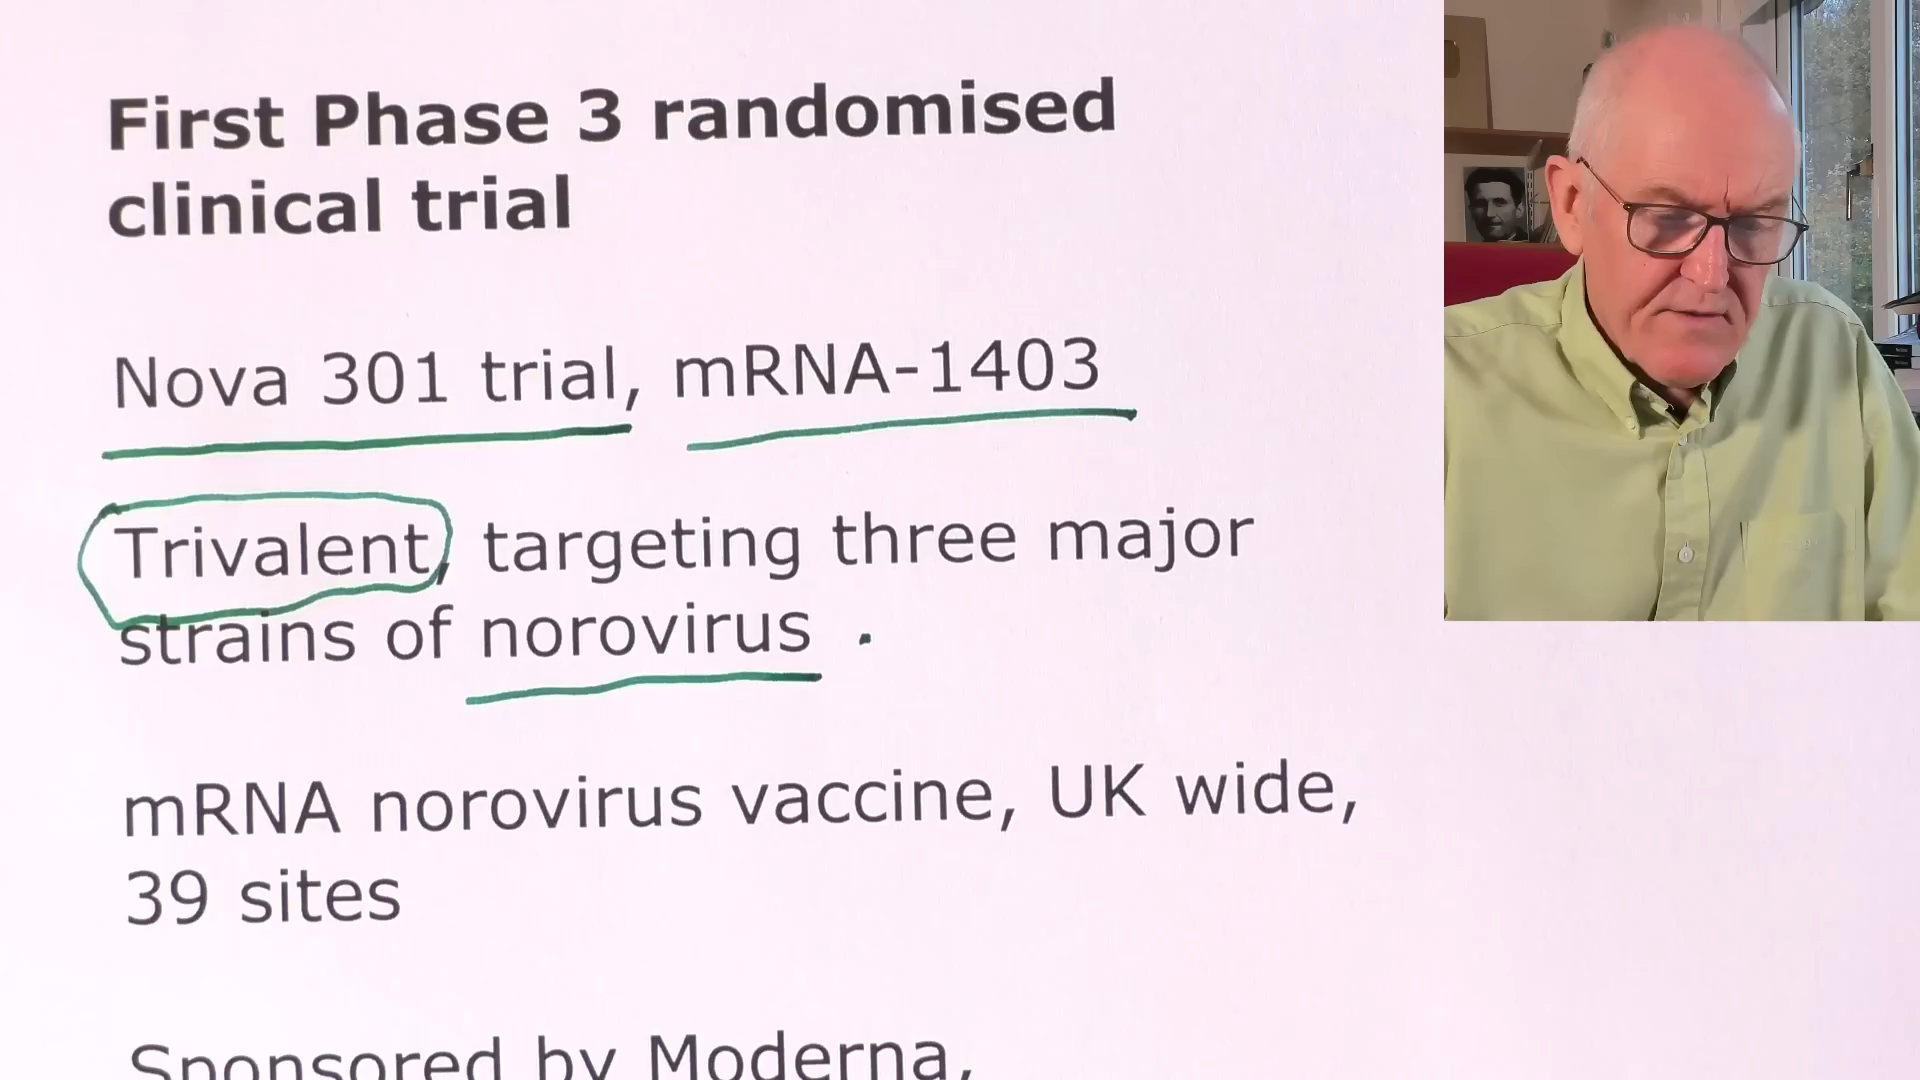 First Phase 3 randomised
clinical trial
Nova 301 trial, mRNA-1403
Trivalent, targeting three major
strains of norovirus .
mRNA norovirus vaccine, UK wide,
39 sites
Sponsored by Moderna,